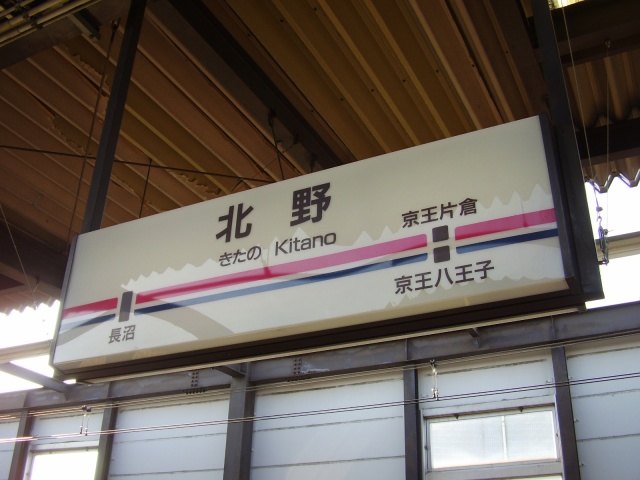 北野
きたの Kitano
京王片倉
京王八王子
長沼